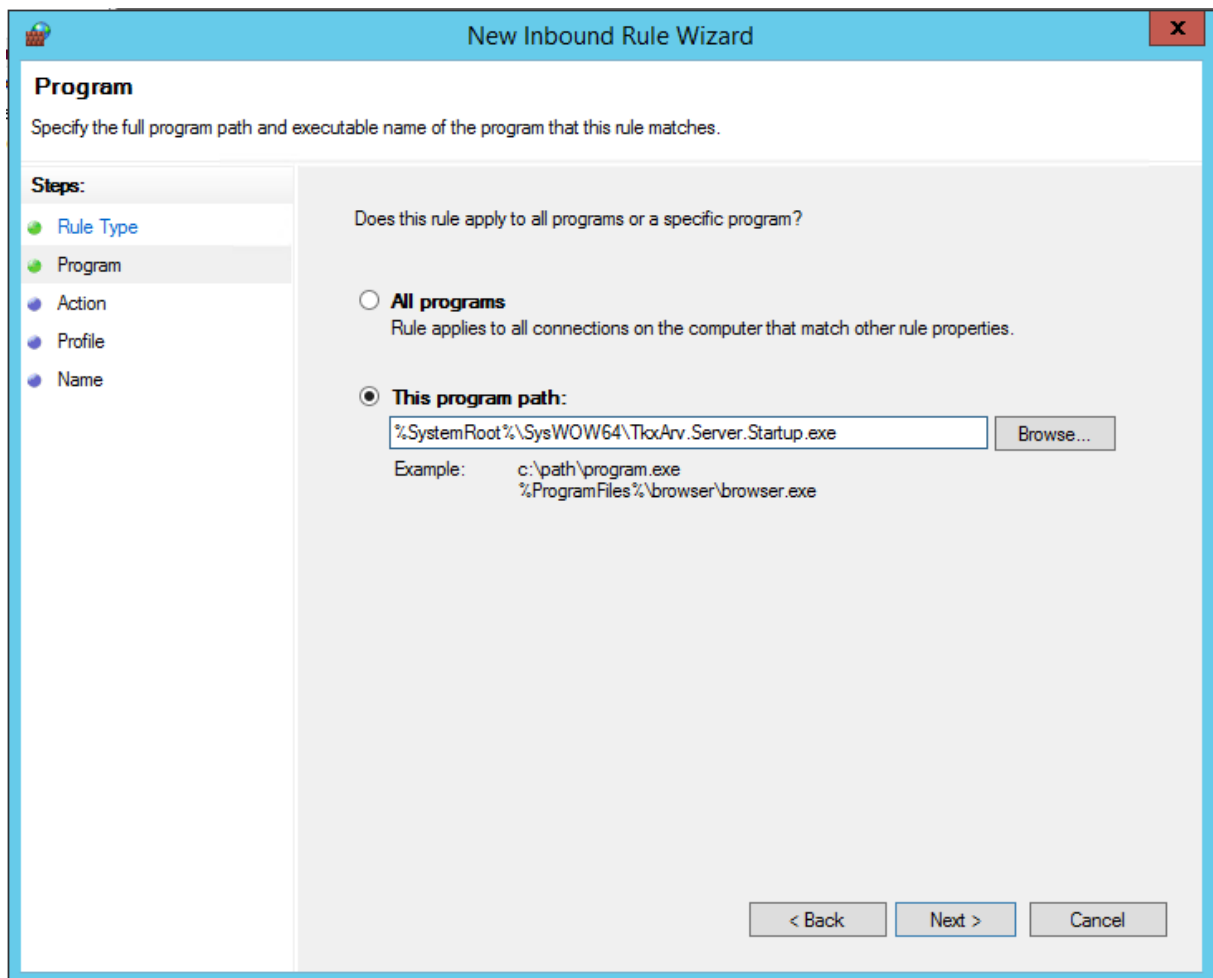 New Inbound Rule Wizard
x
Program
Specify the full program path and executable name of the program that this rule matches.
Steps:
Rule Type
Program
Action
Profile
Name
Does this rule apply to all programs or a specific program?
All programs
Rule applies to all connections on the computer that match other rule properties.
This program path:
%SystemRoot%\SysWOW64\TkxArv.Server.Startup.exe
Browse...
Example:
c:\path\program.exe
%ProgramFiles%\browser\browser.exe
< Back
Next >
Cancel